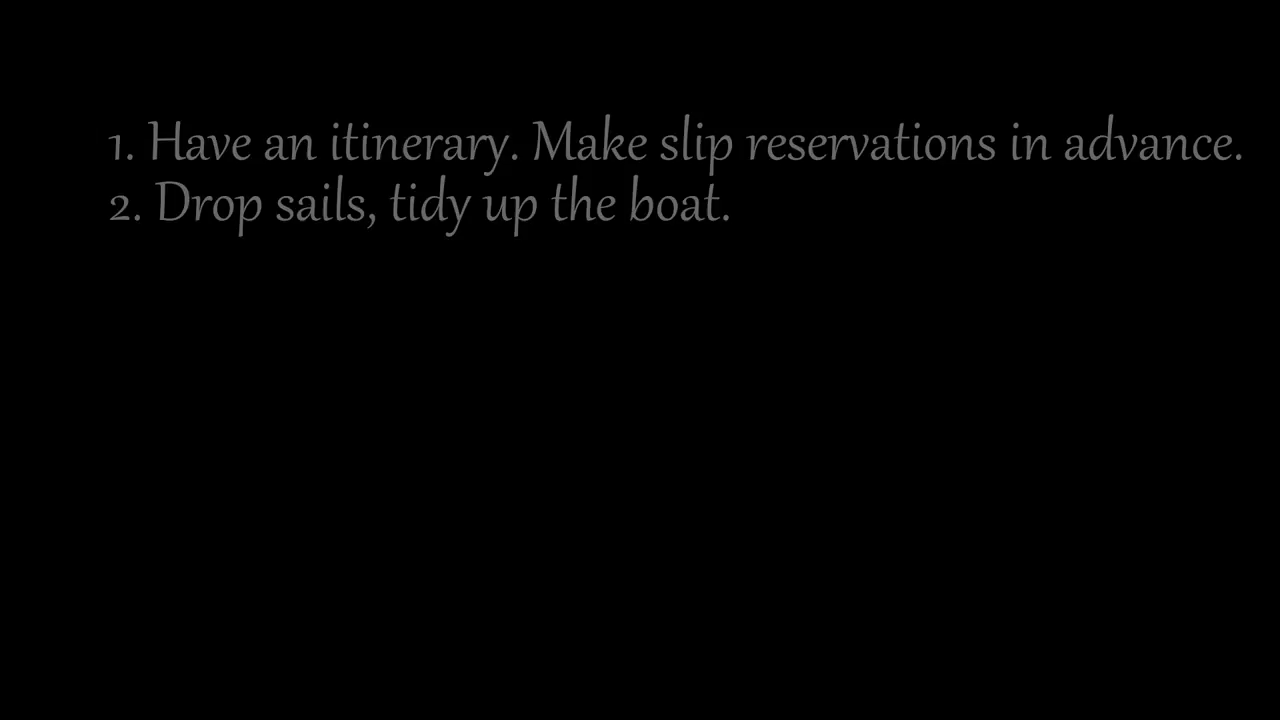 1. Have an itinerary. Make slip reservations in advance.
2. Drop sails, tidy up the boat.